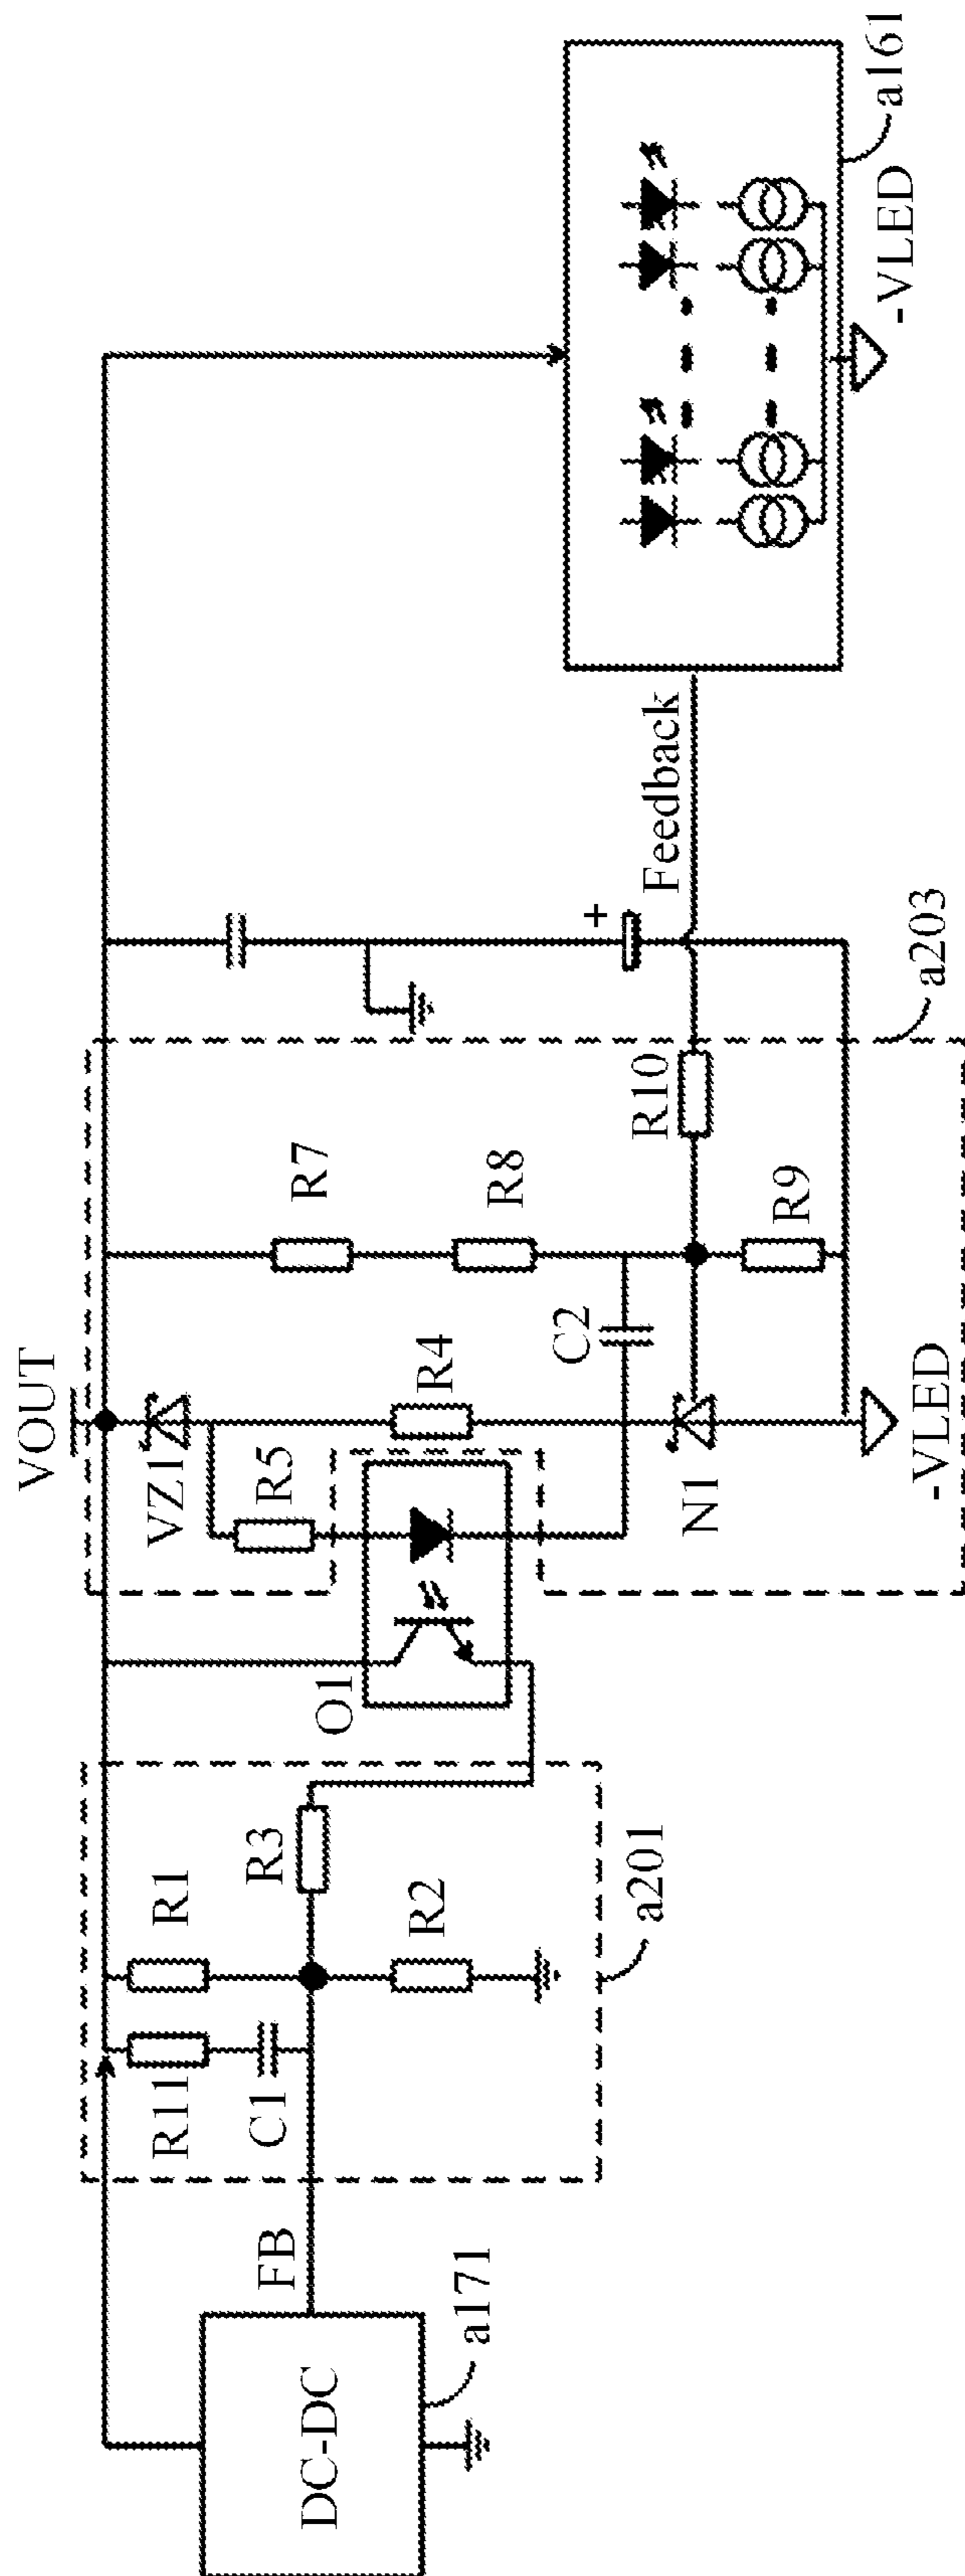 DC-DC
a171
FB
R11
C1
R1
R3
R2
a201
O1
VOUT
VZ1
R5
R4
N1
-VLED
C2
R7
R8
R9
R10
a203
+
Feedback
-VLED
a161